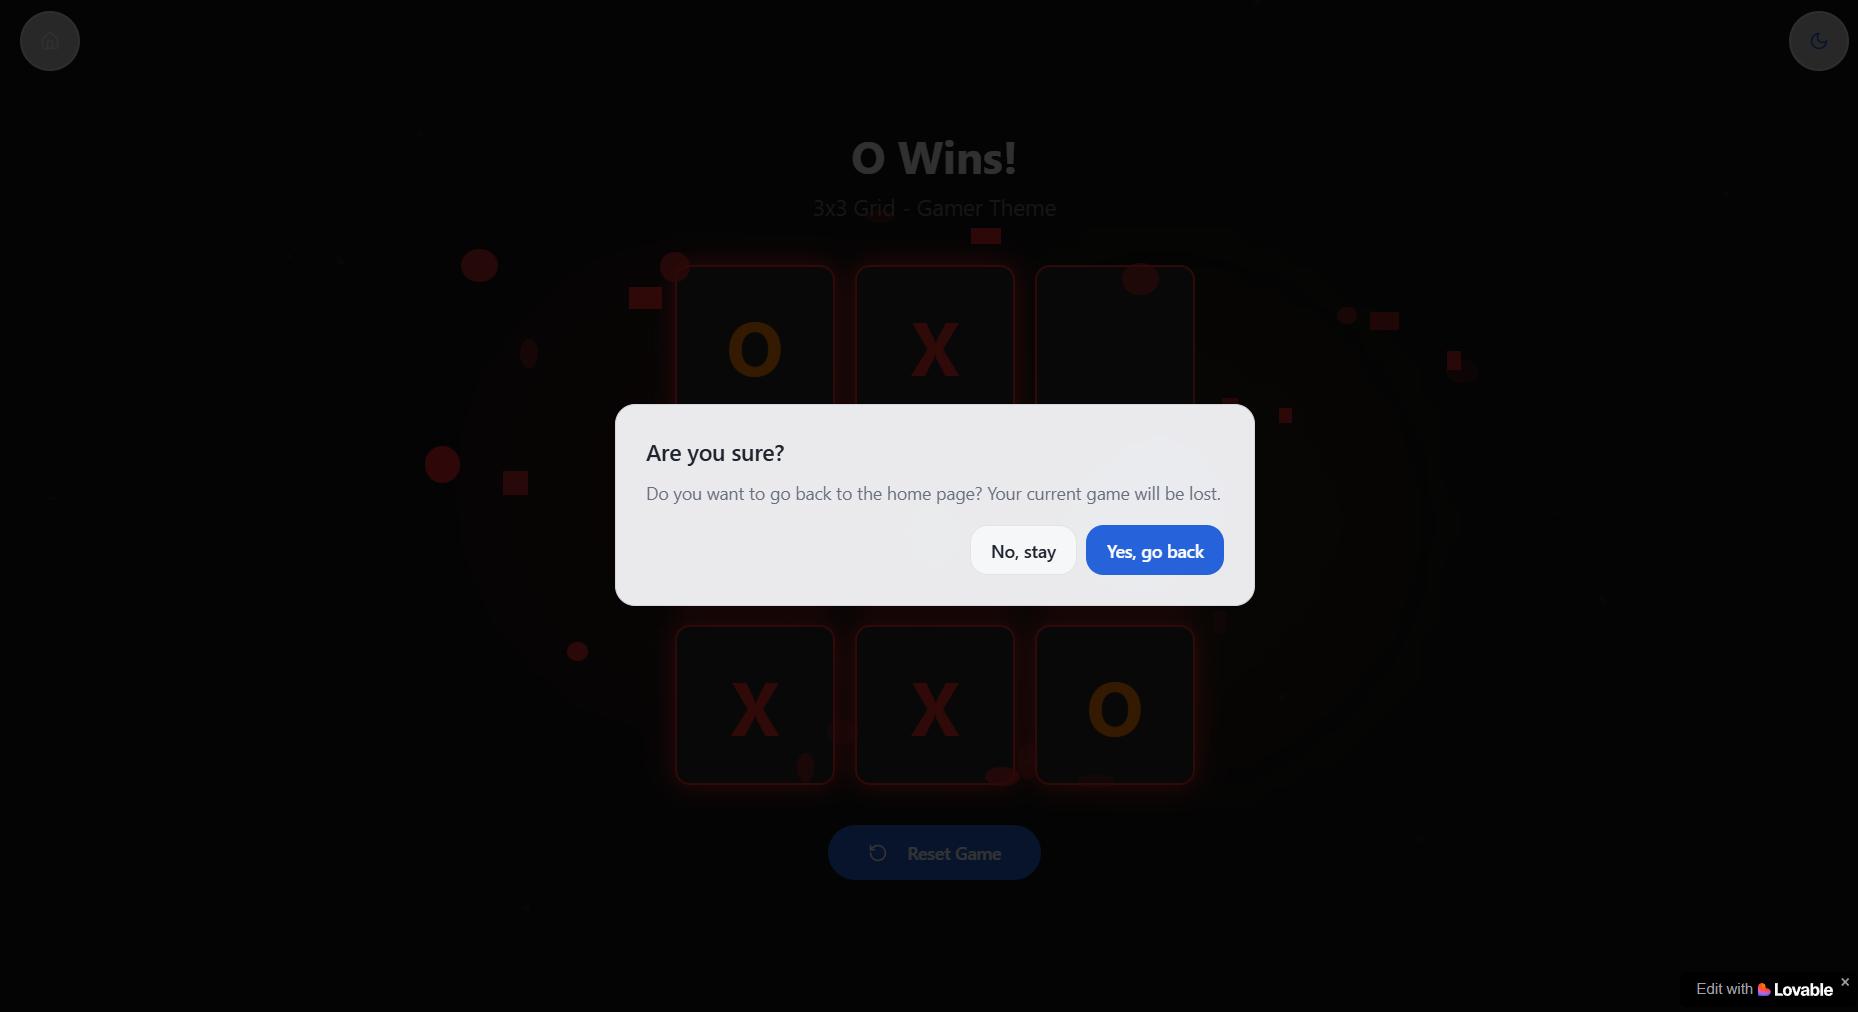 O Wins!
3x3 Grid - Gamer Theme
O X
Are you sure?
Do you want to go back to the home page? Your current game will be lost.
No, stay
Yes, go back
X X O
Reset Game
Edit with Lovable ×